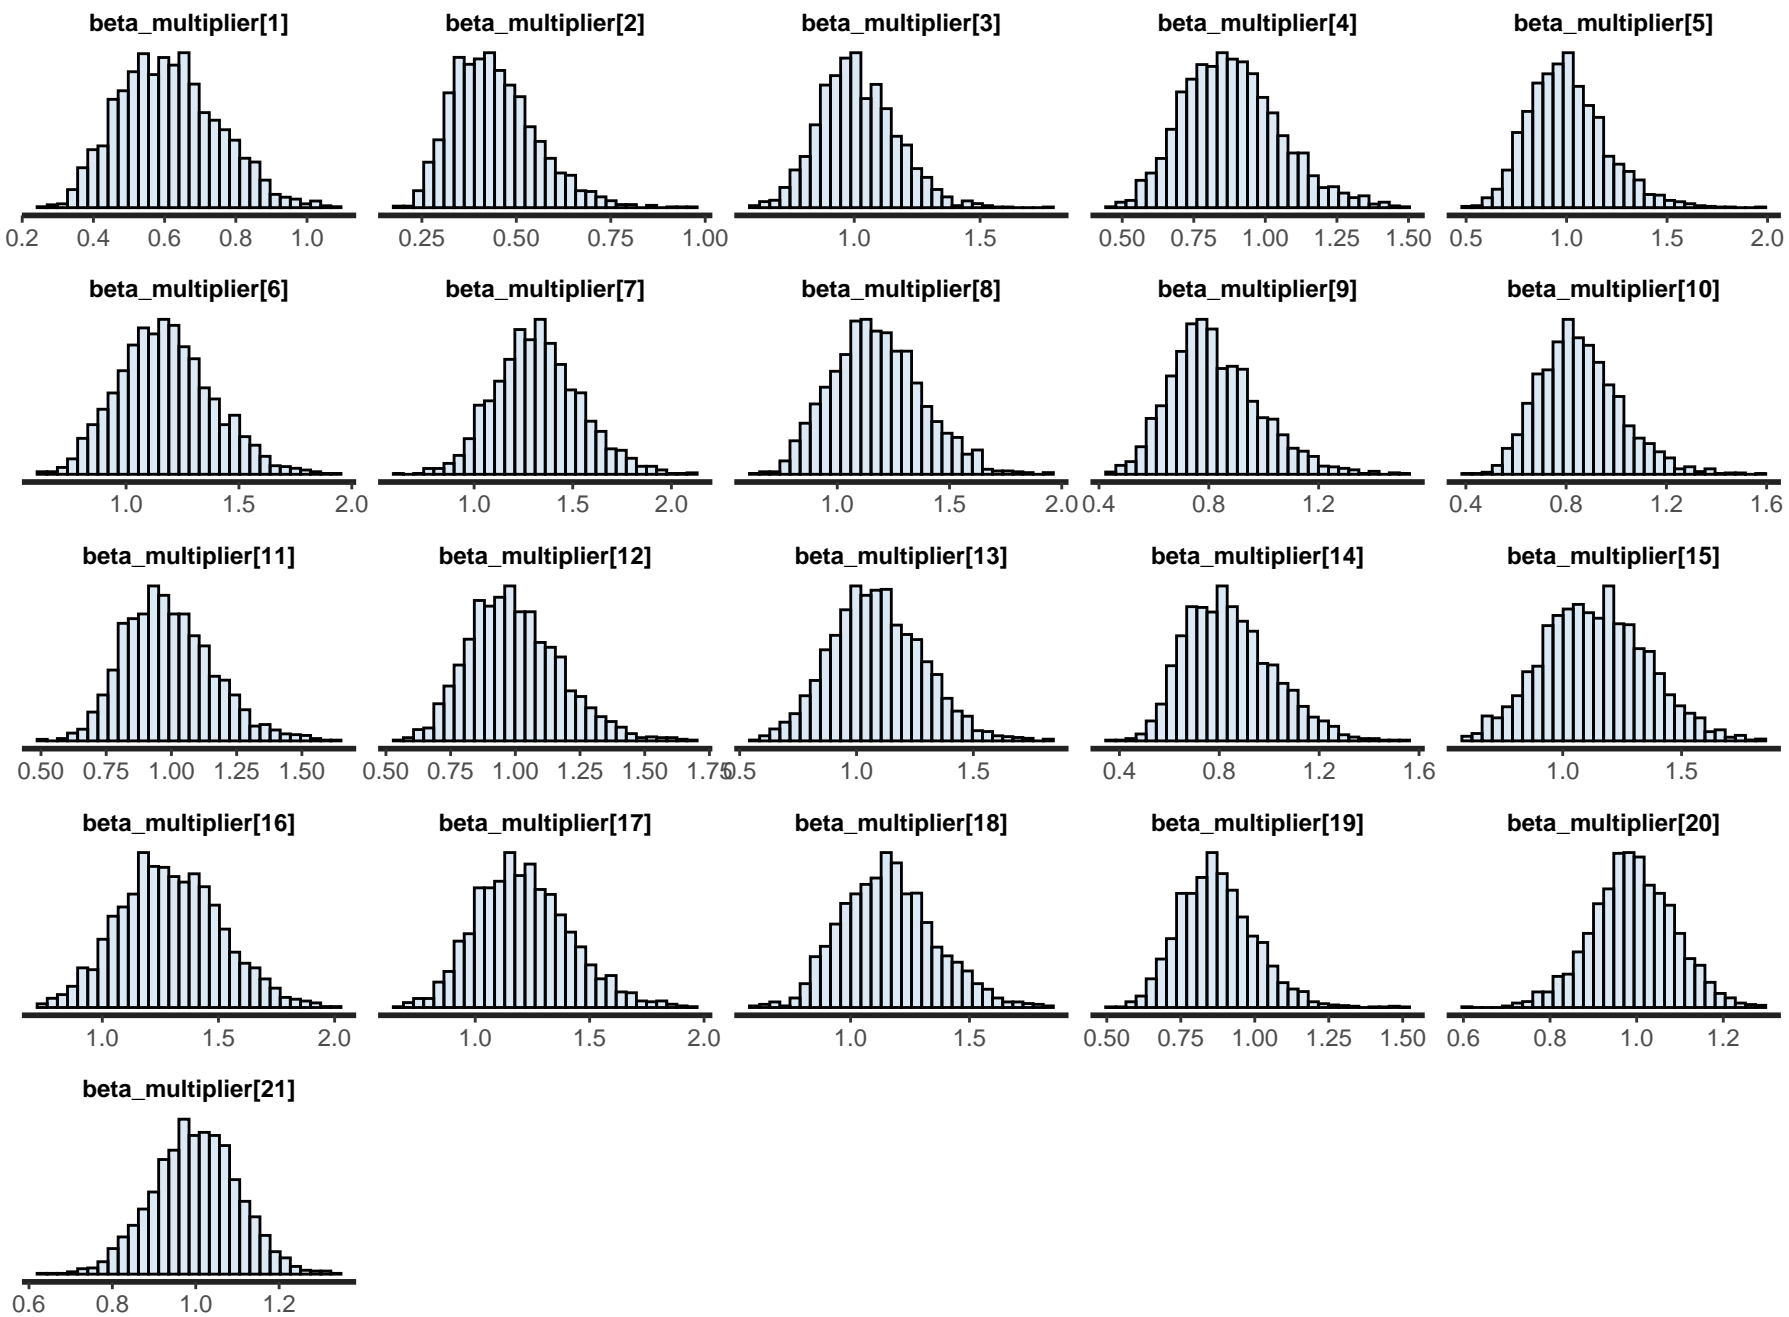 beta_multiplier[1] beta_multiplier[2] beta_multiplier[3] beta_multiplier[4] beta_multiplier[5]
0.2 0.4 0.6 0.8 1.0 0.25 0.50 0.75 1.00 1.0 1.5 0.50 0.75 1.00 1.25 1.50 0.5 1.0 1.5 2.0
beta_multiplier[6] beta_multiplier[7] beta_multiplier[8] beta_multiplier[9] beta_multiplier[10]
1.0 1.5 2.0 1.0 1.5 2.0 1.0 1.5 2.0 0.4 0.8 1.2 0.4 0.8 1.2 1.6
beta_multiplier[11] beta_multiplier[12] beta_multiplier[13] beta_multiplier[14] beta_multiplier[15]
0.50 0.75 1.00 1.25 1.50 0.50 0.75 1.00 1.25 1.50 1.75 0.5 1.0 1.5 0.4 0.8 1.2 1.6 1.0 1.5
beta_multiplier[16] beta_multiplier[17] beta_multiplier[18] beta_multiplier[19] beta_multiplier[20]
1.0 1.5 2.0 1.0 1.5 2.0 1.0 1.5 0.50 0.75 1.00 1.25 1.50 0.6 0.8 1.0 1.2
beta_multiplier[21]
0.6 0.8 1.0 1.2